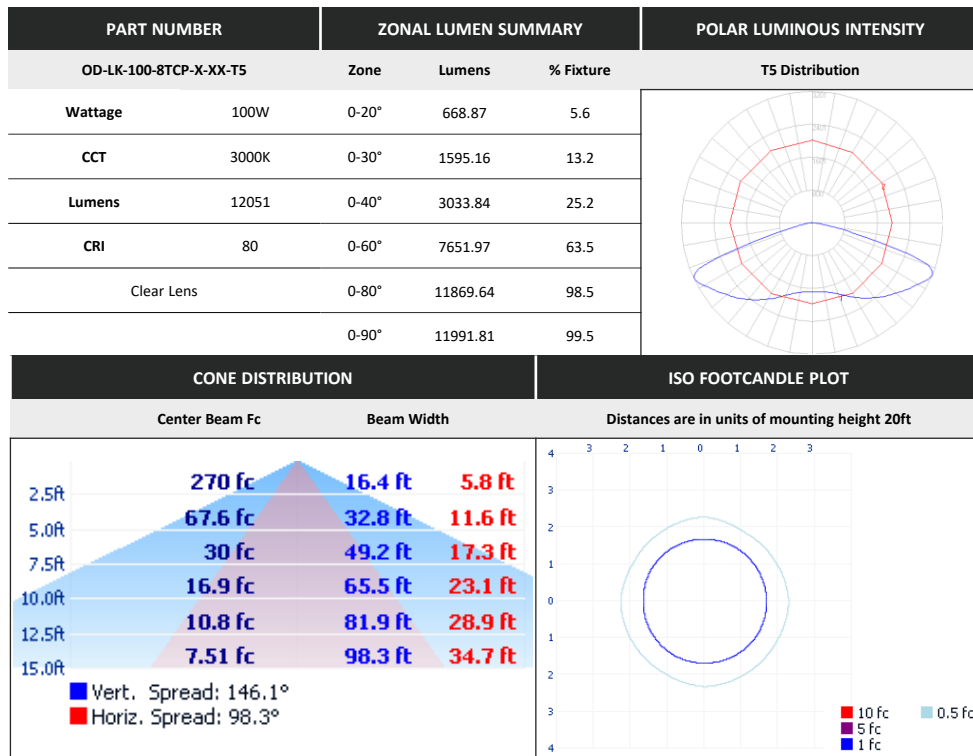 PART NUMBER ZONAL LUMEN SUMMARY POLAR LUMINOUS INTENSITY
OD-LK-100-8TCP-X-XX-T5 Zone Lumens % Fixture T5 Distribution
Wattage 100W 0-20° 668.87 5.6
CCT 3000K 0-30° 1595.16 13.2
Lumens 12051 0-40° 3033.84 25.2
CRI 80 0-60° 7651.97 63.5
Clear Lens 0-80° 11869.64 98.5
0-90° 11991.81 99.5
2
1
CONE DISTRIBUTION ISO FOOTCANDLE PLOT
Center Beam Fc Beam Width Distances are in units of mounting height 20ft
2.5ft 270 fc 16.4 ft 5.8 ft
5.0ft 67.6 fc 32.8 ft 11.6 ft
7.5ft 30 fc 49.2 ft 17.3 ft
10.0ft 16.9 fc 65.5 ft 23.1 ft
12.5ft 10.8 fc 81.9 ft 28.9 ft
15.0ft 7.51 fc 98.3 ft 34.7 ft
Vert. Spread: 146.1°
Horiz. Spread: 98.3°
3 2 1 0 1 2 3
4
3
2
1
0
1
2
3
4
10 fc 0.5 fc
5 fc
1 fc